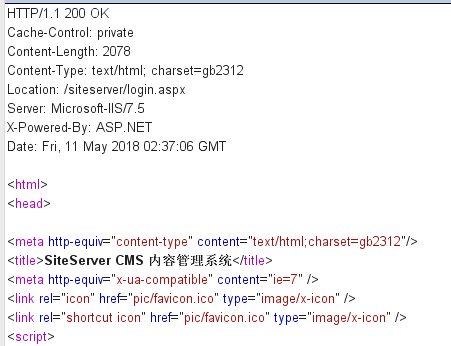 HTTP/1.1 200 OK
Cache-Control: private
Content-Length: 2078
Content-Type: text/html; charset=gb2312
Location: /siteserver/login.aspx
Server: Microsoft-IIS/7.5
X-Powered-By: ASP.NET
Date: Fri, 11 May 2018 02:37:06 GMT
<html>
<head>
<meta http-equiv="content-type" content="text/html;charset=gb2312"/>
<title>SiteServer CMS 内容管理系统</title>
<meta http-equiv="x-ua-compatible" content="ie=7" />
<link rel="icon" href="pic/favicon.ico" type="image/x-icon" />
<link rel="shortcut icon" href="pic/favicon.ico" type="image/x-icon" />
<script>